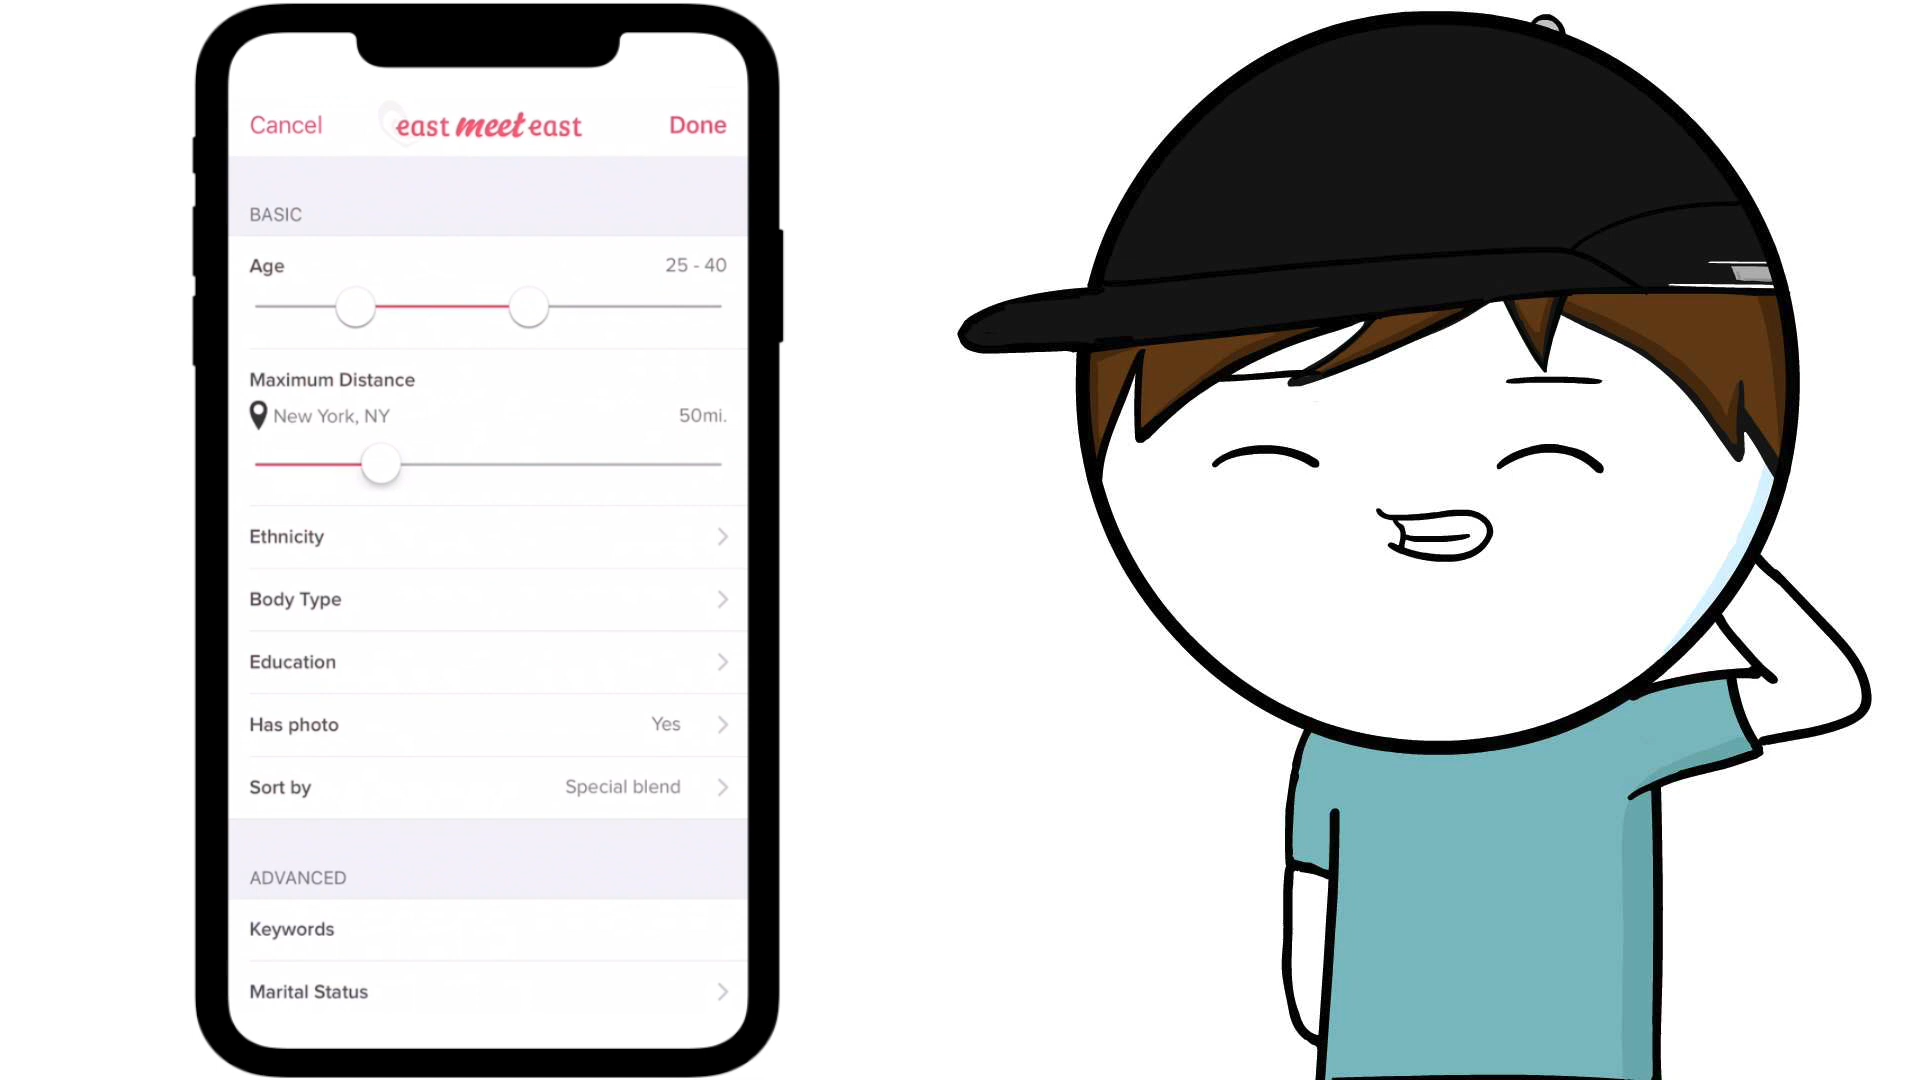 Cancel east meet east Done
BASIC
Age 25 - 40
Maximum Distance
New York, NY 50mi.
Ethnicity
Body Type
Education
Has photo Yes
Sort by Special blend
ADVANCED
Keywords
Marital Status